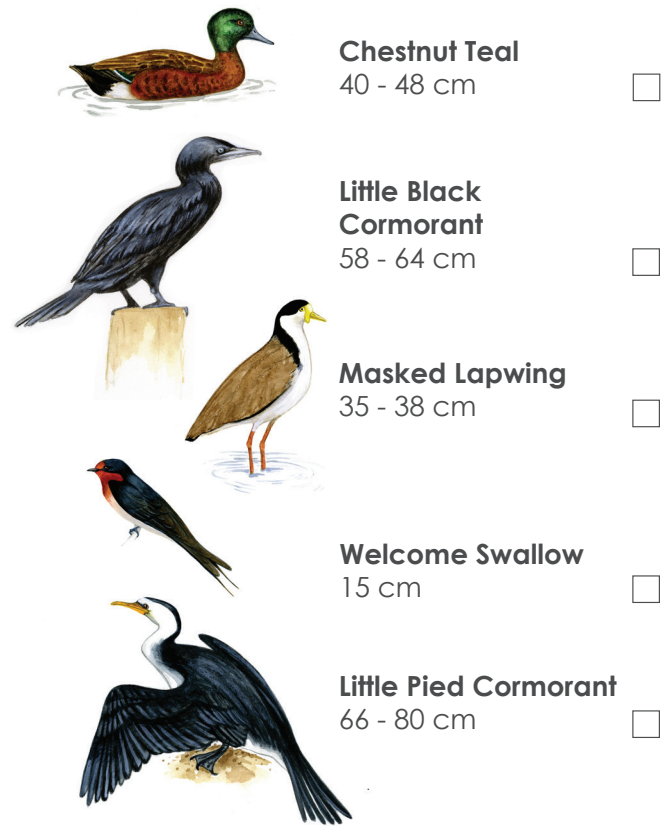 Chestnut Teal
40 - 48 cm
Little Black
Cormorant
58 - 64 cm
Masked Lapwing
35 - 38 cm
Welcome Swallow
15 cm
Little Pied Cormorant
66 - 80 cm